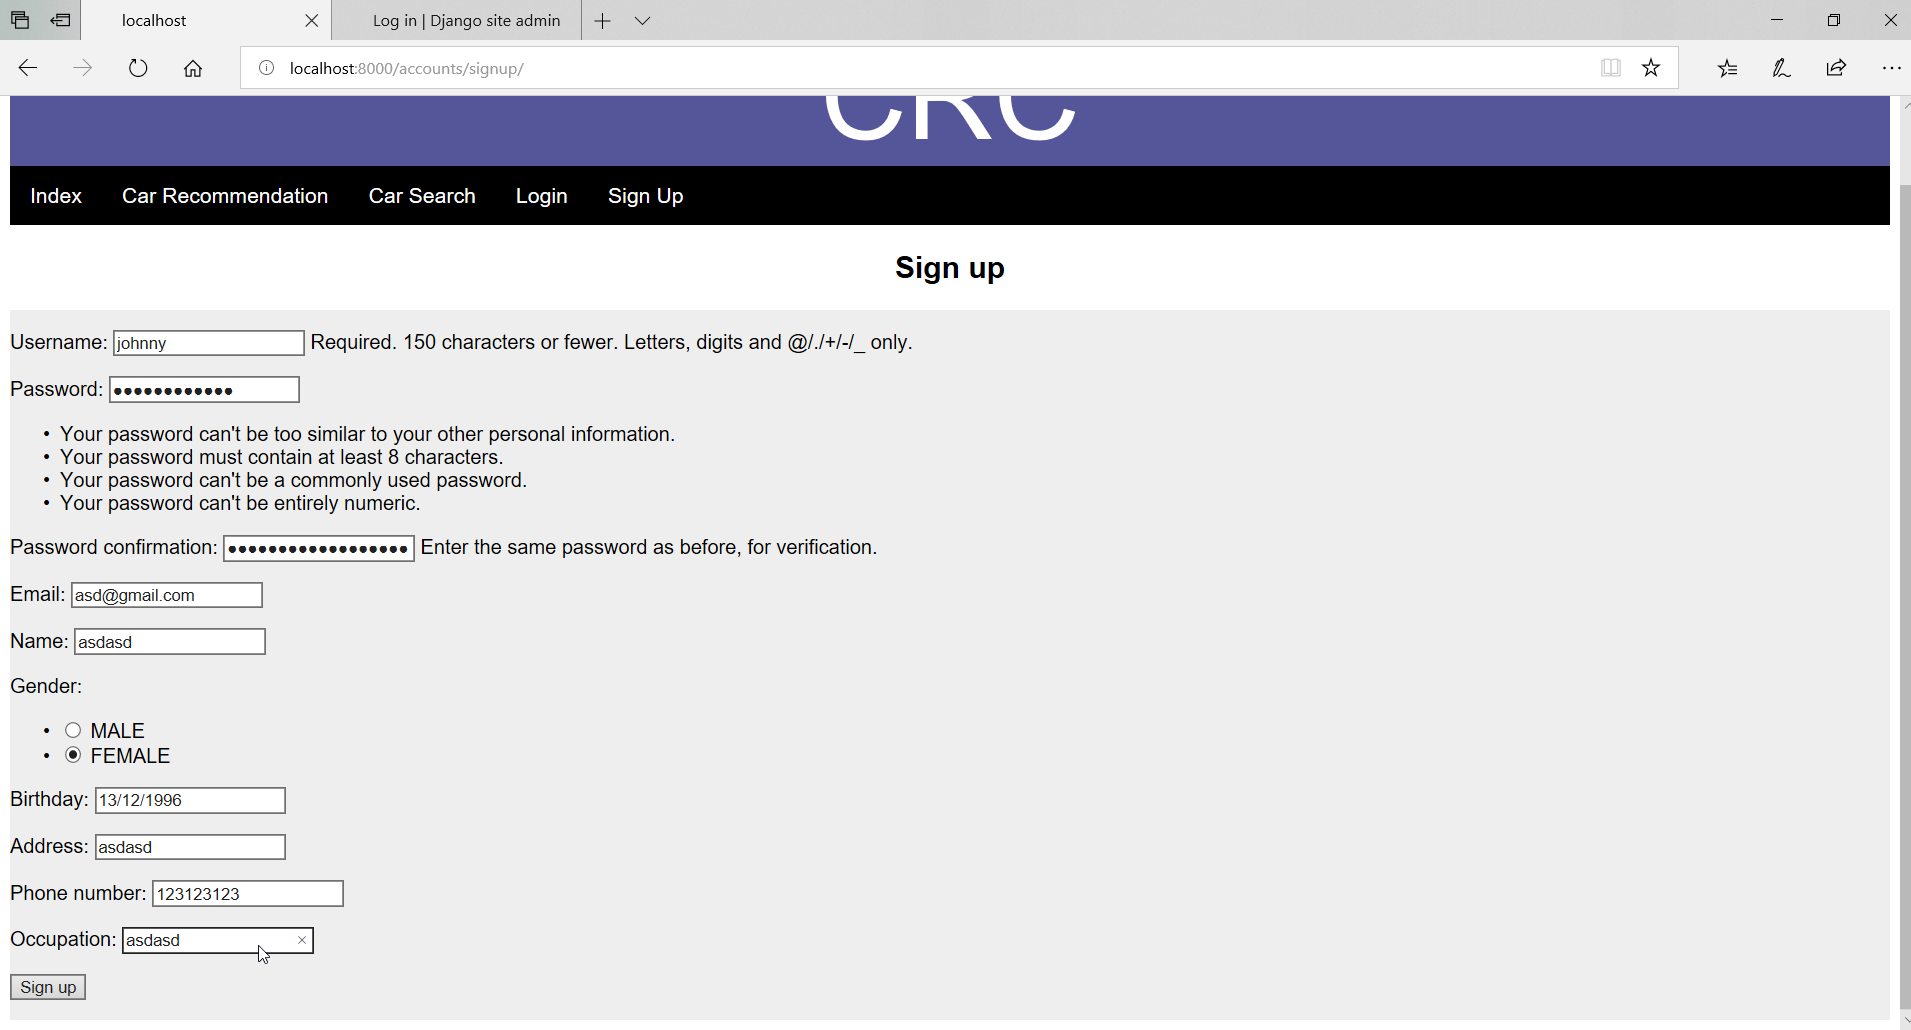 localhost
Log in | Django site admin
localhost:8000/accounts/signup/
CRC
Index Car Recommendation Car Search Login Sign Up
Sign up
Username: johnny Required. 150 characters or fewer. Letters, digits and @/./+/-/_ only.
Password: ●●●●●●●●●●●●
• Your password can't be too similar to your other personal information.
• Your password must contain at least 8 characters.
• Your password can't be a commonly used password.
• Your password can't be entirely numeric.
Password confirmation: ●●●●●●●●●●●●●●●●●● Enter the same password as before, for verification.
Email: asd@gmail.com
Name: asdasd
Gender:
• MALE
• FEMALE
Birthday: 13/12/1996
Address: asdasd
Phone number: 123123123
Occupation: asdasd
Sign up